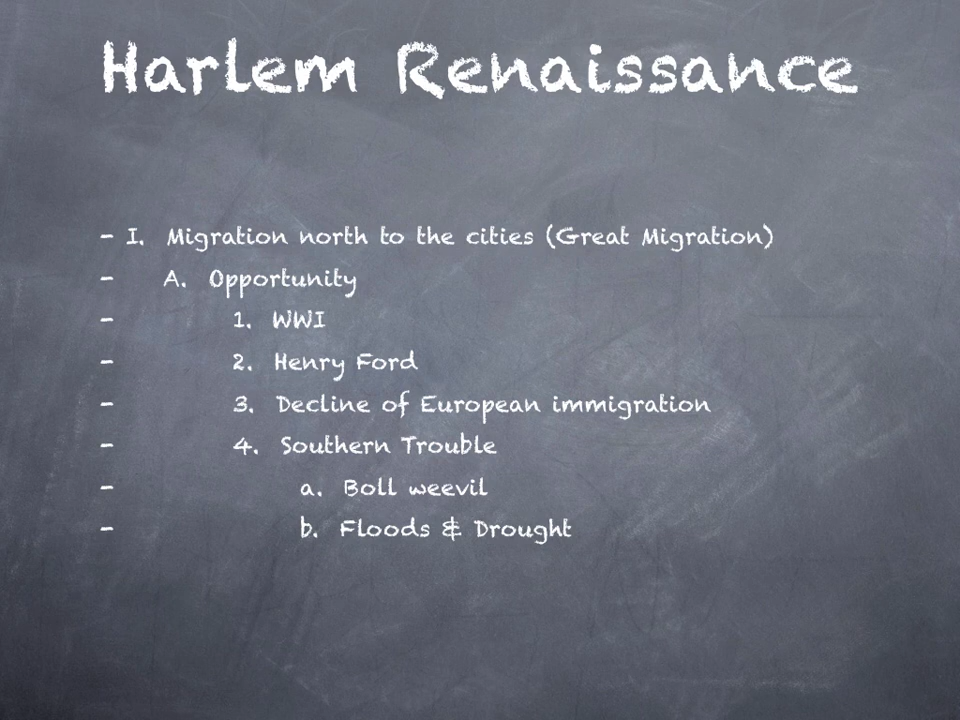 Harlem Renaissance
- I. Migration north to the cities (Great Migration)
- A. Opportunity
- 1. WWI
- 2. Henry Ford
- 3. Decline of European immigration
- 4. Southern Trouble
- a. Boll weevil
- b. Floods & Drought